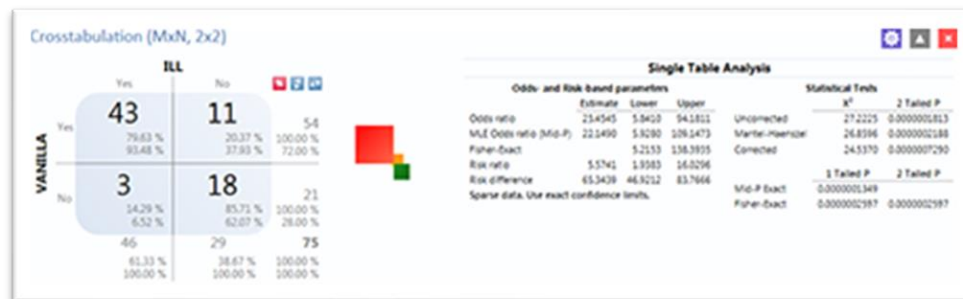 Crosstabulation (MxN, 2x2)
ILL
Yes No
VANILLA
Yes 43 11 54
79.63 % 20.37 % 100.00 %
93.48 % 37.93 % 72.00 %
No 3 18 21
14.29 % 85.71 % 100.00 %
6.52 % 62.07 % 28.00 %
46 29 75
61.33 % 38.67 % 100.00 %
100.00 % 100.00 % 100.00 %
Single Table Analysis
Odds- and Risk-based parameters
Estimate Lower Upper
Odds ratio 23.4545 5.8410 94.1811
MLE Odds ratio (Mid-P) 22.1490 5.9280 109.1473
Fisher-Exact 5.2153 138.3935
Risk ratio 5.5741 1.9383 16.0296
Risk difference 65.3439 46.9212 83.7666
Sparse data. Use exact confidence limits.
Statistical Tests
X² 2 Tailed P
Uncorrected 27.2225 0.0000001813
Mantel-Haenszel 26.8596 0.0000002188
Corrected 24.5370 0.0000007290
1 Tailed P 2 Tailed P
Mid-P Exact 0.0000001349
Fisher-Exact 0.0000002597 0.0000002597